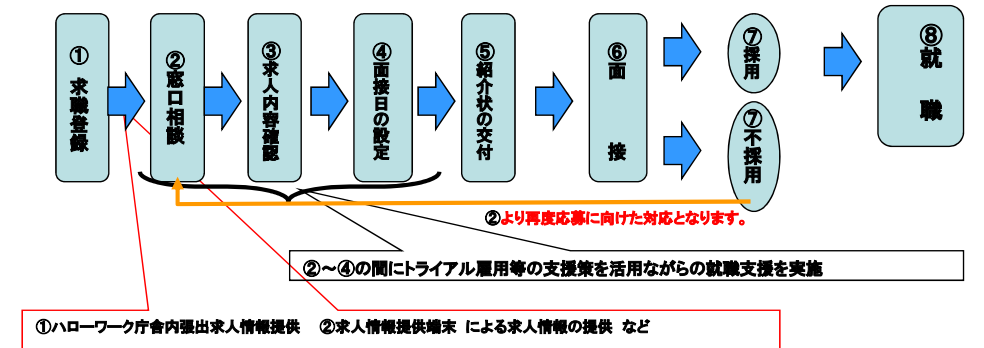 ① 求職登録
②窓口相談
③求人内容確認
④面接日の設定
⑤紹介状の交付
⑥面 接
⑦採用
⑦不採用
⑧就 職
②より再度応募に向けた対応となります。
②～④の間にトライアル雇用等の支援策を活用ながらの就職支援を実施
①ハローワーク庁舎内張出求人情報提供 ②求人情報提供端末 による求人情報の提供 など